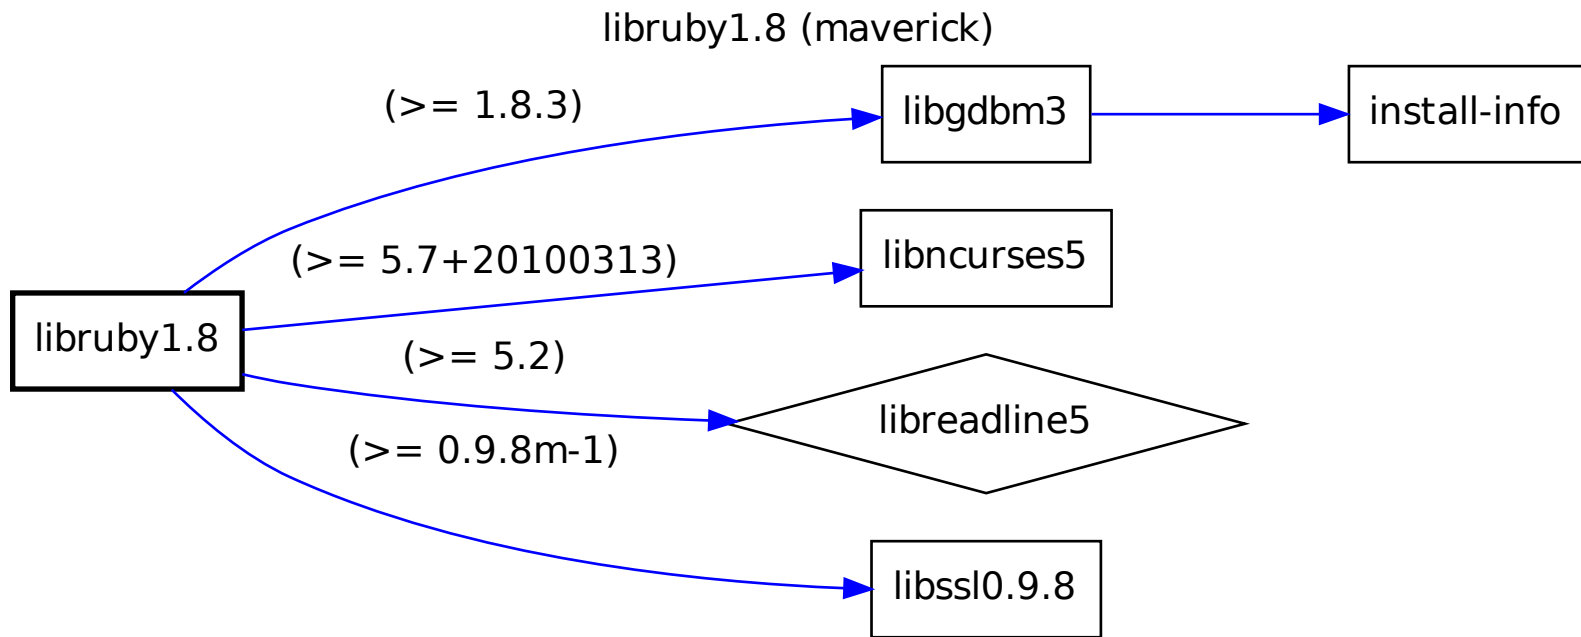 libruby1.8 (maverick)
(>= 1.8.3)
libgdbm3
install-info
(>= 5.7+20100313)
libncurses5
libruby1.8
(>= 5.2)
libreadline5
(>= 0.9.8m-1)
libssl0.9.8